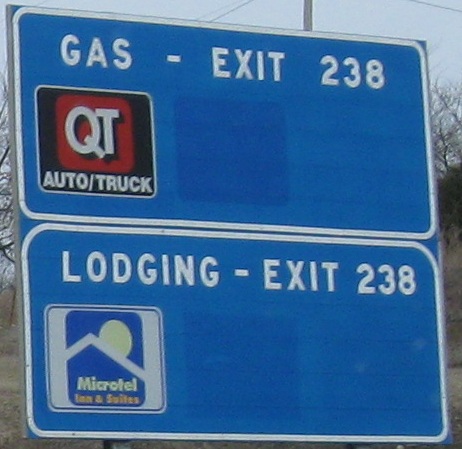 GAS - EXIT 238
QT
AUTO/TRUCK
LODGING - EXIT 238
Microtel
Inn & Suites